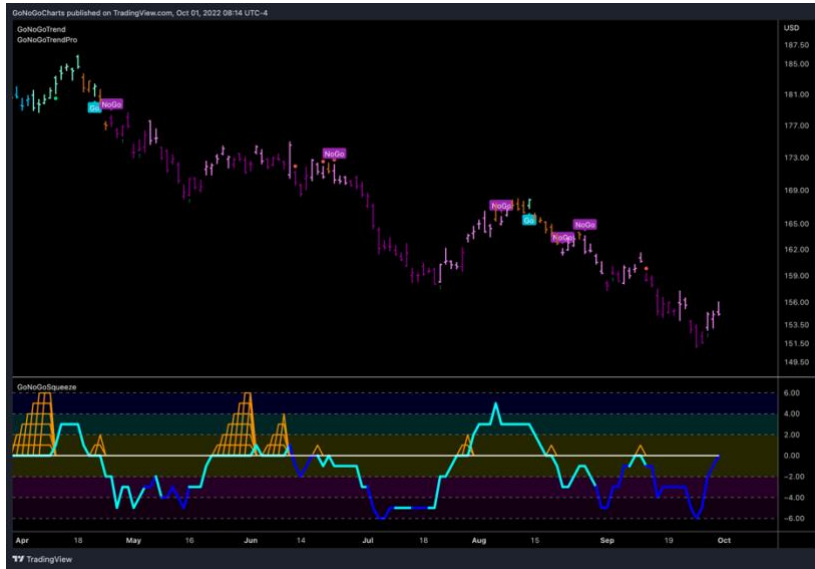 GoNoGoCharts published on TradingView.com, Oct 01, 2022 08:14 UTC-4
GoNoGoTrend
GoNoGoTrendPro
USD
187.50
185.00
181.00
177.00
173.00
169.00
165.00
162.00
159.00
156.00
153.50
151.50
149.50
Go
NoGo
NoGo
NoGo
Go
NoGo
NoGo
GoNoGoSqueeze
6.00
4.00
2.00
0.00
−2.00
−4.00
−6.00
Apr 18 May 16 Jun 14 Jul 18 Aug 15 Sep 19 Oct
TradingView